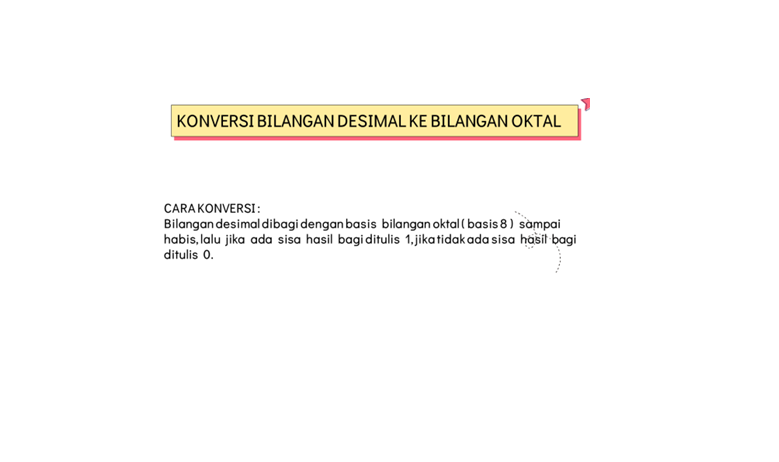 KONVERSI BILANGAN DESIMAL KE BILANGAN OKTAL
CARA KONVERSI :
Bilangan desimal dibagi dengan basis bilangan oktal ( basis 8 ) sampai
habis, lalu jika ada sisa hasil bagi ditulis 1, jika tidak ada sisa hasil bagi
ditulis 0.